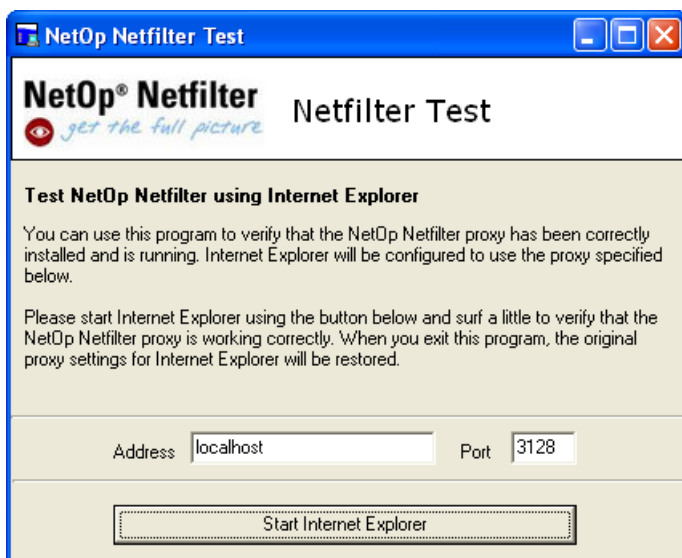 NetOp Netfilter Test
NetOp® Netfilter
get the full picture
Netfilter Test
Test NetOp Netfilter using Internet Explorer
You can use this program to verify that the NetOp Netfilter proxy has been correctly
installed and is running. Internet Explorer will be configured to use the proxy specified
below.
Please start Internet Explorer using the button below and surf a little to verify that the
NetOp Netfilter proxy is working correctly. When you exit this program, the original
proxy settings for Internet Explorer will be restored.
Address localhost Port 3128
Start Internet Explorer